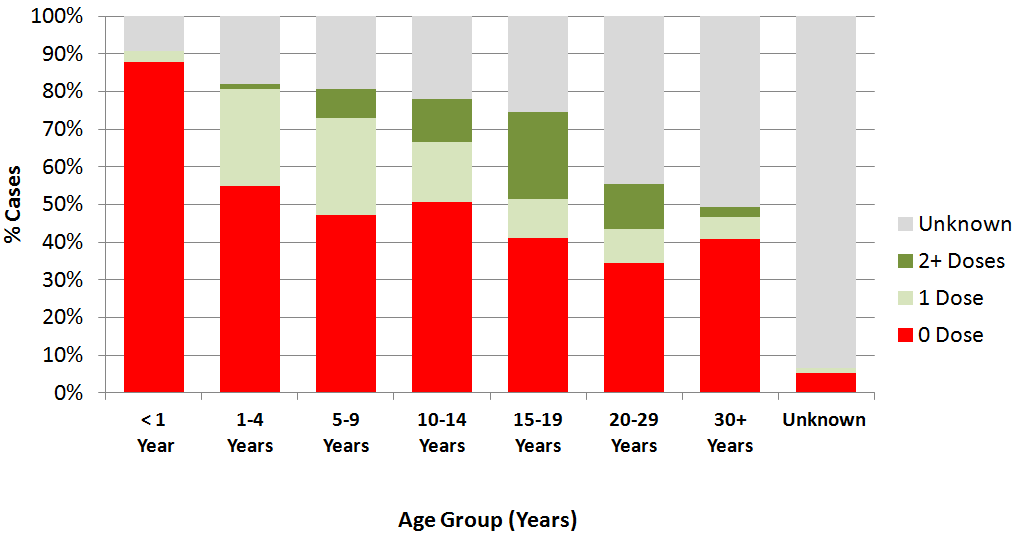 100%
90%
80%
70%
60%
50%
40%
30%
20%
10%
0%
% Cases
< 1
Year
1-4
Years
5-9
Years
10-14
Years
15-19
Years
20-29
Years
30+
Years
Unknown
Age Group (Years)
Unknown
2+ Doses
1 Dose
0 Dose